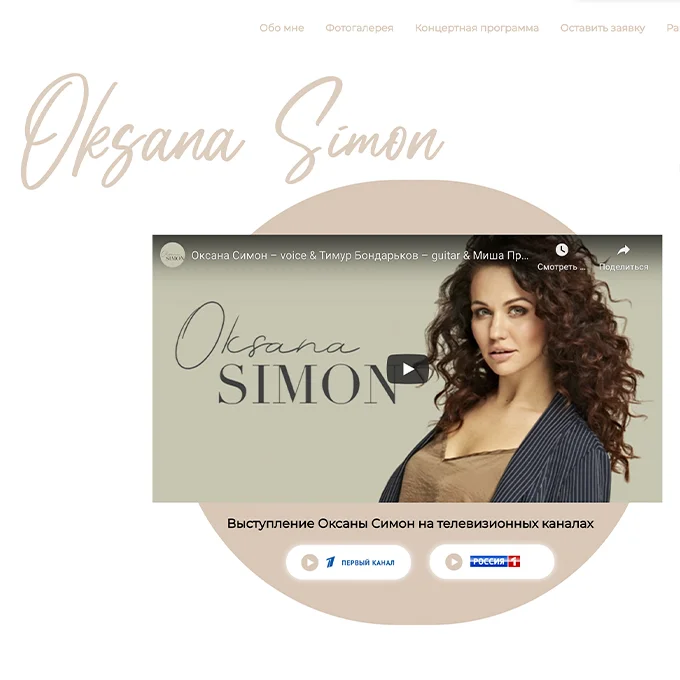 Обо мне Фотогалерея Концертная программа Оставить заявку Ра
Oksana Simon
SIMON
Оксана Симон – voice & Тимур Бондарьков – guitar & Миша Пр...
Смотреть ... Поделиться
Oksana
SIMON
Выступление Оксаны Симон на телевизионных каналах
ПЕРВЫЙ КАНАЛ
РОССИЯ 1